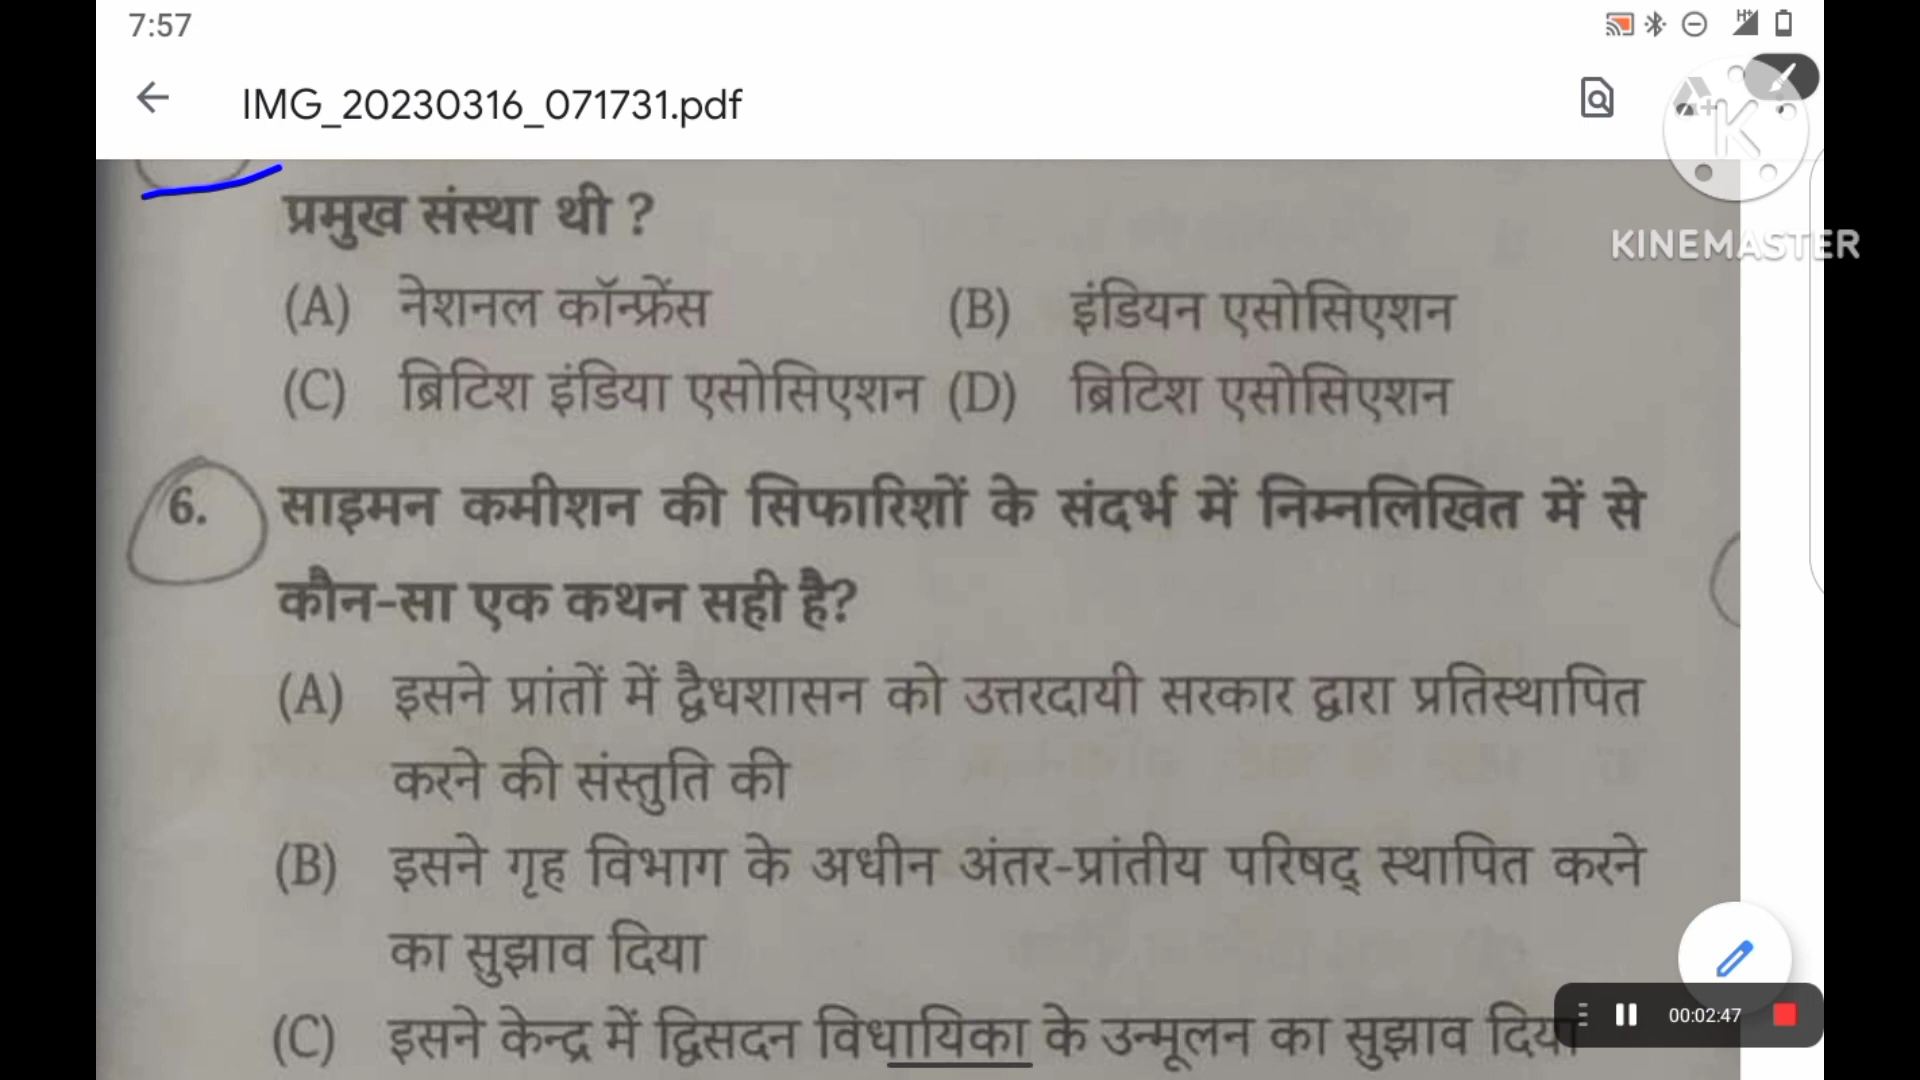 7:57
H+
IMG_20230316_071731.pdf
K
KINEMASTER
प्रमुख संस्था थी ?
(A) नेशनल कॉन्फ्रेंस (B) इंडियन एसोसिएशन
(C) ब्रिटिश इंडिया एसोसिएशन (D) ब्रिटिश एसोसिएशन
6. साइमन कमीशन की सिफारिशों के संदर्भ में निम्नलिखित में से
कौन-सा एक कथन सही है?
(A) इसने प्रांतों में द्वैधशासन को उत्तरदायी सरकार द्वारा प्रतिस्थापित
करने की संस्तुति की
(B) इसने गृह विभाग के अधीन अंतर-प्रांतीय परिषद् स्थापित करने
का सुझाव दिया
(C) इसने केन्द्र में द्विसदन विधायिका के उन्मूलन का सुझाव दिया
00:02:47